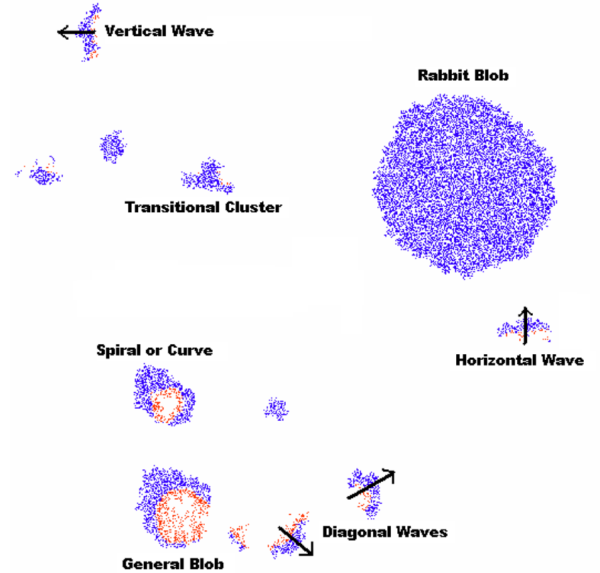 Vertical Wave
Rabbit Blob
Transitional Cluster
Spiral or Curve
Horizontal Wave
Diagonal Waves
General Blob